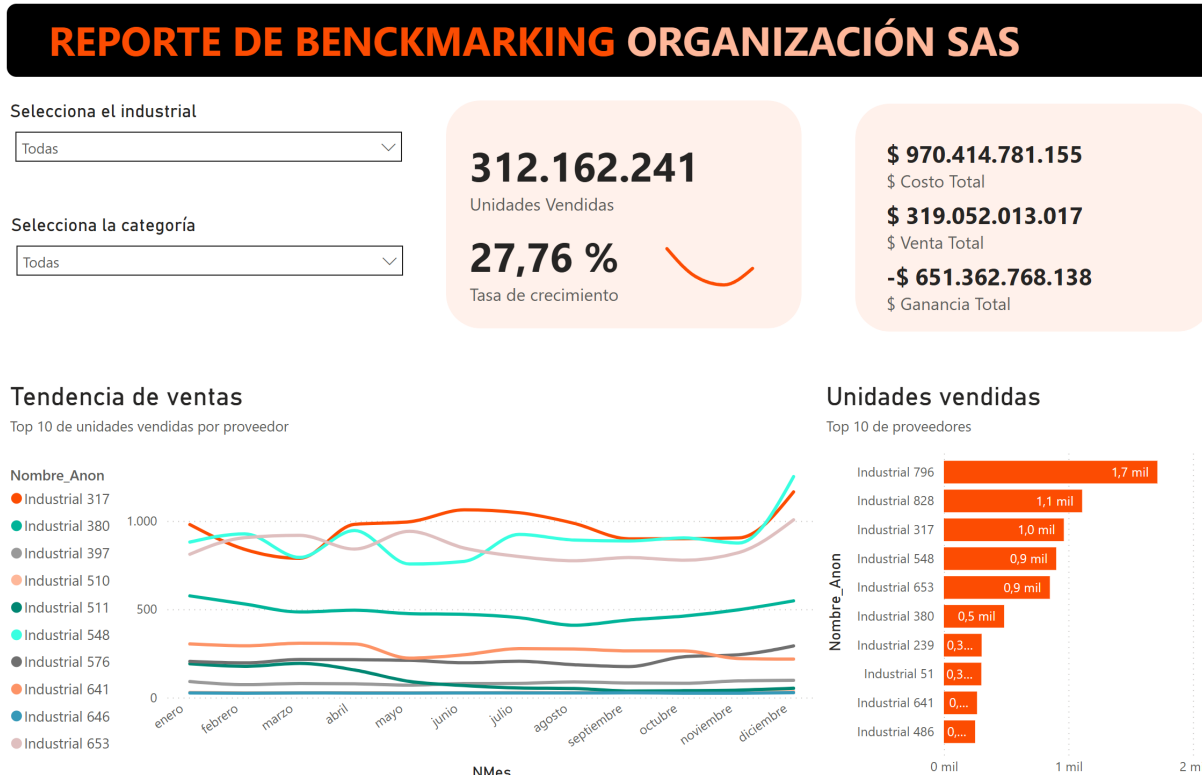 REPORTE DE BENCKMARKING ORGANIZACIÓN SAS
Selecciona el industrial
Todas
Selecciona la categoría
Todas
312.162.241
Unidades Vendidas
27,76 %
Tasa de crecimiento
$ 970.414.781.155
$ Costo Total
$ 319.052.013.017
$ Venta Total
-$ 651.362.768.138
$ Ganancia Total
Tendencia de ventas
Top 10 de unidades vendidas por proveedor
Nombre_Anon
Industrial 317
Industrial 380
Industrial 397
Industrial 510
Industrial 511
Industrial 548
Industrial 576
Industrial 641
Industrial 646
Industrial 653
1.000
500
0
enero
febrero
marzo
abril
mayo
junio
julio
agosto
septiembre
octubre
noviembre
diciembre
NMes
Unidades vendidas
Top 10 de proveedores
Nombre_Anon
Industrial 796 1,7 mil
Industrial 828 1,1 mil
Industrial 317 1,0 mil
Industrial 548 0,9 mil
Industrial 653 0,9 mil
Industrial 380 0,5 mil
Industrial 239 0,3...
Industrial 51 0,3...
Industrial 641 0,...
Industrial 486 0,...
0 mil 1 mil 2 m